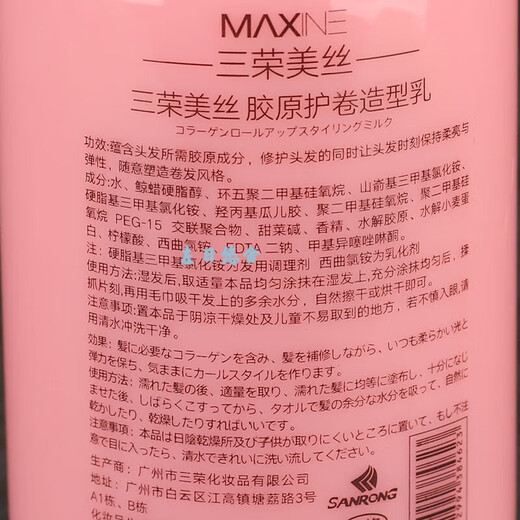 MAXINE
三荣美丝
三荣美丝 胶原护卷造型乳
コラーゲンロールアップスタイリングミルク
功效:蕴含头发所需胶原成分，修护头发的同时让头发时刻保持柔亮与
弹性，随意塑造卷发风格。
成分:水、鲸蜡硬脂醇、环五聚二甲基硅氧烷、山嵛基三甲基氯化铵、
硬脂基三甲基氯化铵、羟丙基瓜儿胶、聚二甲基硅氧烷、聚二甲基硅
氧烷 PEG-15 交联聚合物、甜菜碱、香精、水解胶原、水解小麦蛋
白、柠檬酸、西曲氯铵、EDTA 二钠、甲基异噻唑啉酮。
注：硬脂基三甲基氯化铵为发用调理剂 西曲氯铵为乳化剂
使用方法:湿发后,取适量本品均匀涂抹在湿发上,充分涂抹均匀后，揉
抓片刻,再用毛巾吸干发上的多余水分，自然擦干或烘干即可。
注意事项:置本品于阴凉干燥处及儿童不易取到的地方，若不慎入眼,请
用清水冲洗干净。
効果：髪に必要なコラーゲンを含み、髪を補修しながら、いつも柔らかい光と
弾力を保ち、気ままにカールスタイルを作ります。
使用方法：濡れた髪の後、適量を取り、濡れた髪に均等に塗布し、十分になじ
ませた後、しばらくこすってから、タオルで髪の余分な水分を吸って、自然に
乾かしたり、乾燥したりすればいいです。
注意事項：本品は日陰乾燥所及び子供が取りにくいところに置いて、もし不注
意で目に入ったら、清水できれいに洗い流してください。
生产商：广州市三荣化妆品有限公司
地址：广州市白云区江高镇塘荔路3号
A1栋、B栋
SANRONG